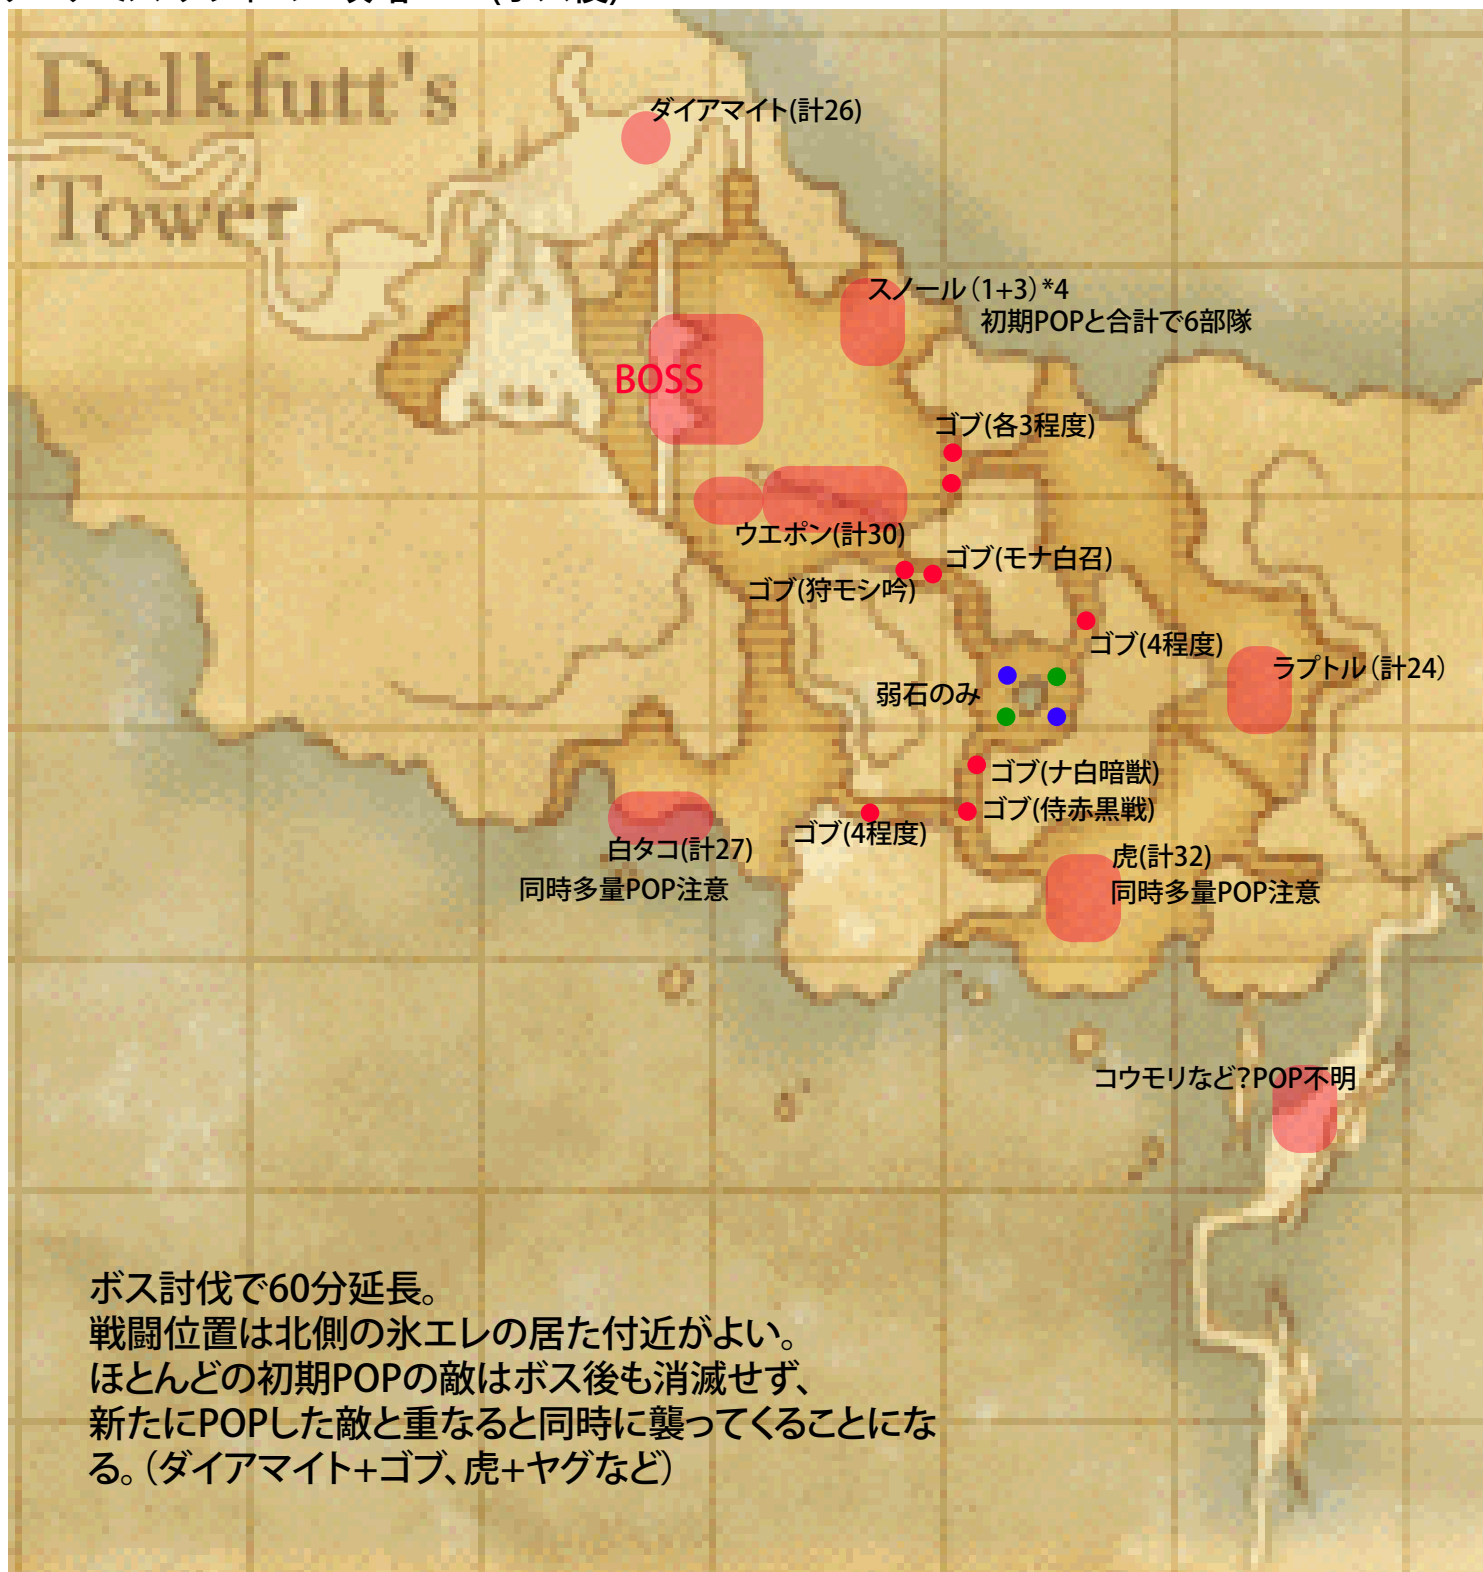 (ボス後)
Delkfutt's
Tower
ダイアマイト(計26)
スノール(1+3)*4
初期POPと合計で6部隊
BOSS
ゴブ(各3程度)
ウエポン(計30)
ゴブ(モナ白召)
ゴブ(狩モシ吟)
ゴブ(4程度)
ラプトル(計24)
弱石のみ
ゴブ(ナ白暗獣)
ゴブ(侍赤黒戦)
ゴブ(4程度)
白タコ(計27)
同時多量POP注意
虎(計32)
同時多量POP注意
コウモリなど?POP不明
ボス討伐で60分延長。
戦闘位置は北側の氷エレの居た付近がよい。
ほとんどの初期POPの敵はボス後も消滅せず、
新たにPOPした敵と重なると同時に襲ってくることにな
る。(ダイアマイト+ゴブ、虎+ヤグなど)